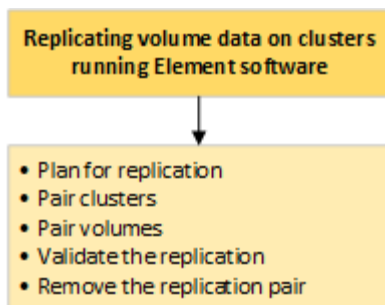 Replicating volume data on clusters
running Element software
• Plan for replication
• Pair clusters
• Pair volumes
• Validate the replication
• Remove the replication pair